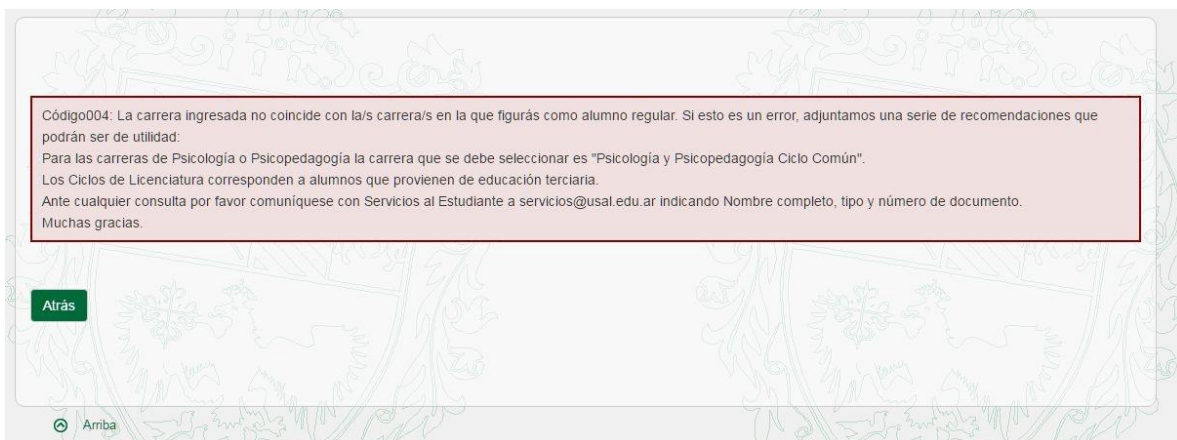 Código004: La carrera ingresada no coincide con la/s carrera/s en la que figurás como alumno regular. Si esto es un error, adjuntamos una serie de recomendaciones que
podrán ser de utilidad:
Para las carreras de Psicología o Psicopedagogía la carrera que se debe seleccionar es "Psicología y Psicopedagogía Ciclo Común".
Los Ciclos de Licenciatura corresponden a alumnos que provienen de educación terciaria.
Ante cualquier consulta por favor comuníquese con Servicios al Estudiante a servicios@usal.edu.ar indicando Nombre completo, tipo y número de documento.
Muchas gracias.
Atrás
Arriba